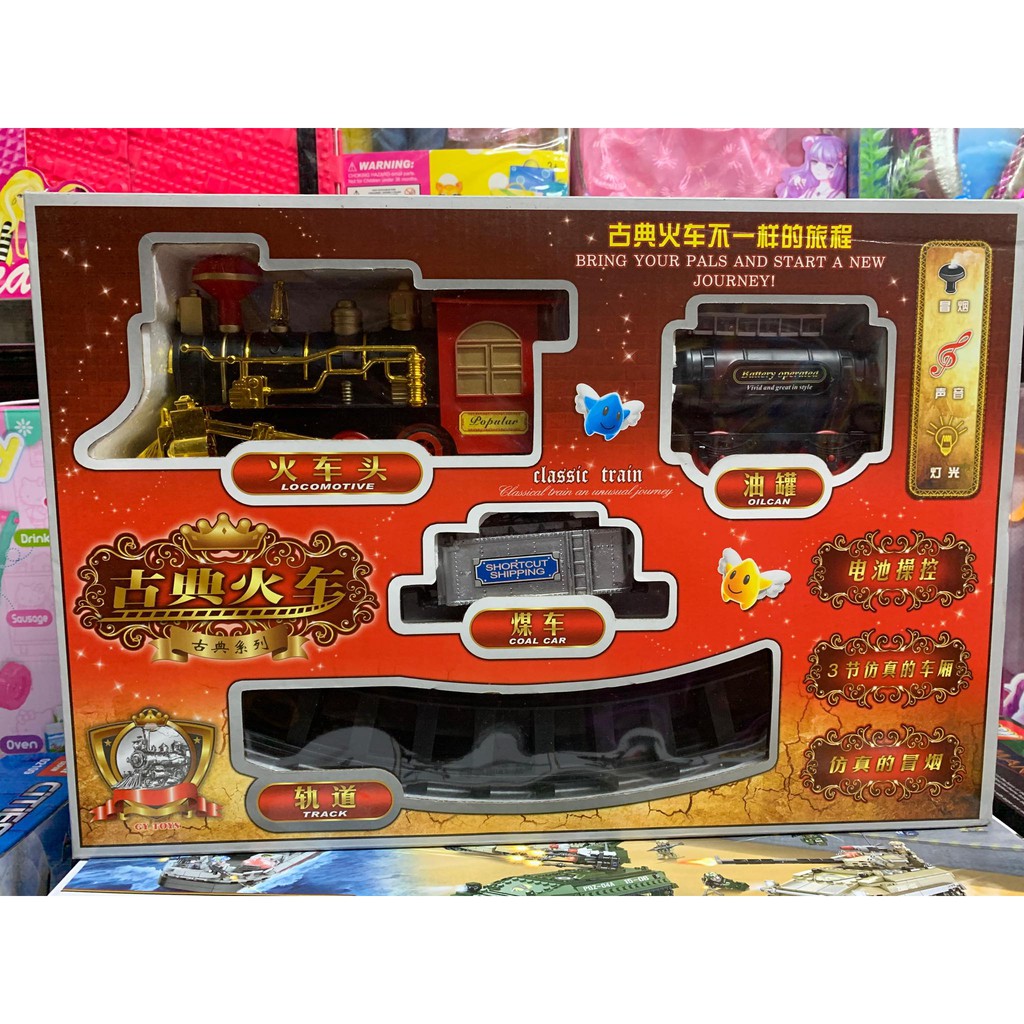 WARNING:
古典火车不一样的旅程
BRING YOUR PALS AND START A NEW
JOURNEY!
冒烟
声音
灯光
Battery operated
Vivid and great in style
Popular
火车头
LOCOMOTIVE
油罐
OILCAN
classic train
Classical train an unusual journey
SHORTCUT
SHIPPING
煤车
COAL CAR
古典火车
古典系列
电池操控
3节仿真的车厢
仿真的冒烟
轨道
TRACK
GY TOYS
Drink
Sausage
Oven